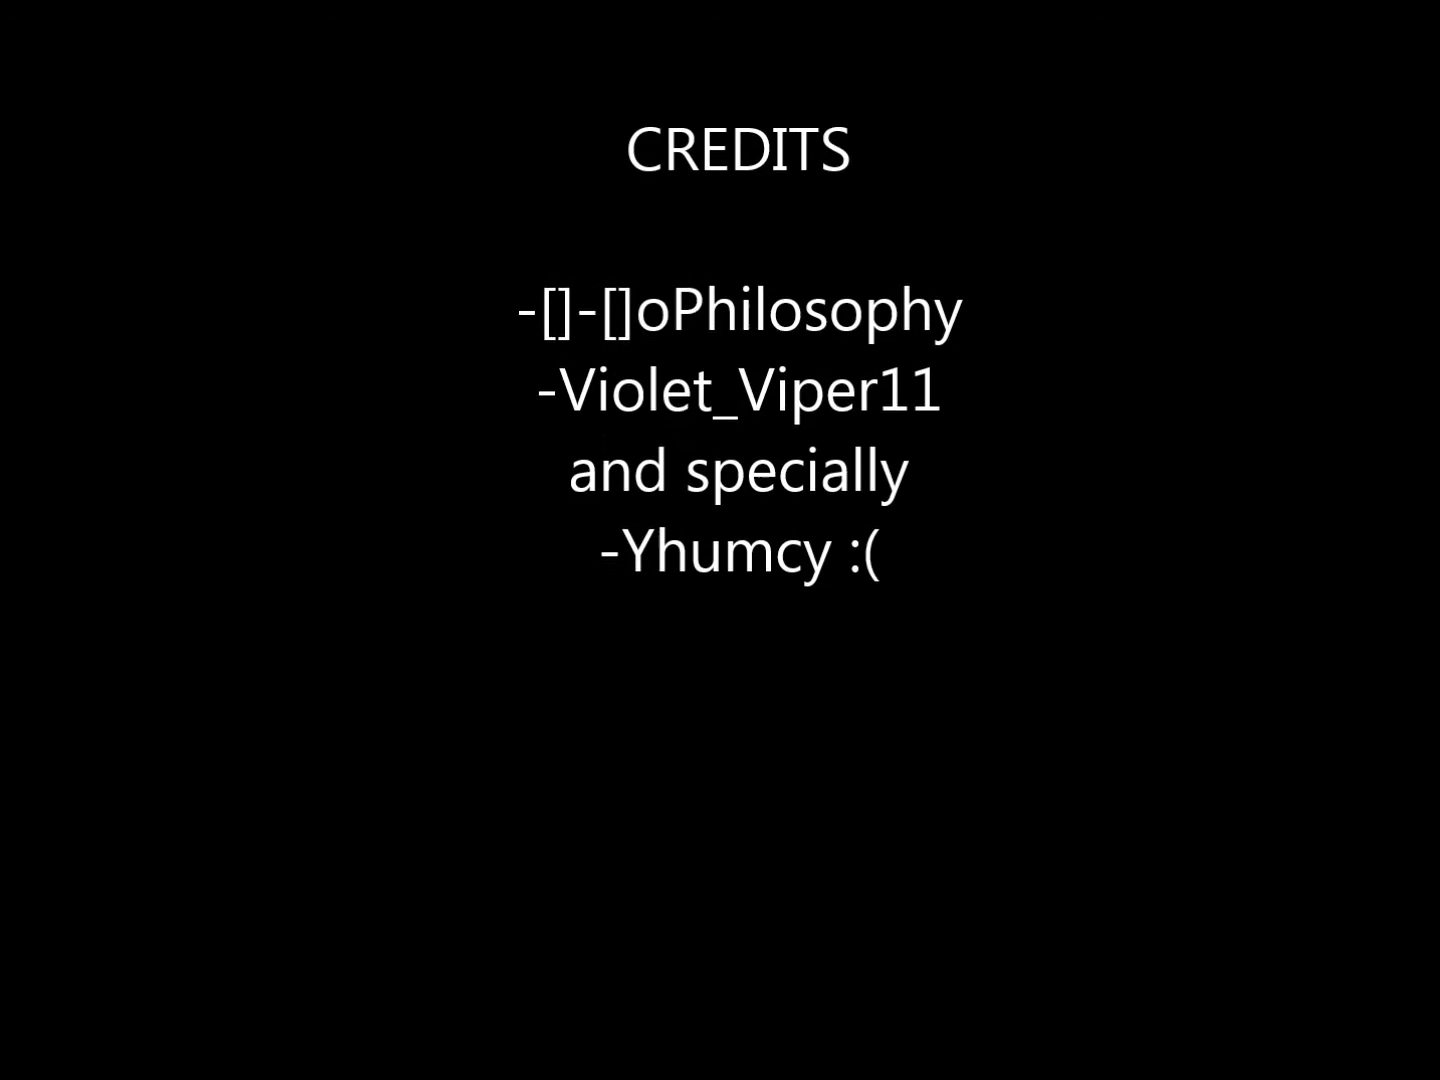 CREDITS
-[]-[]oPhilosophy
-Violet_Viper11
and specially
-Yhumcy :(